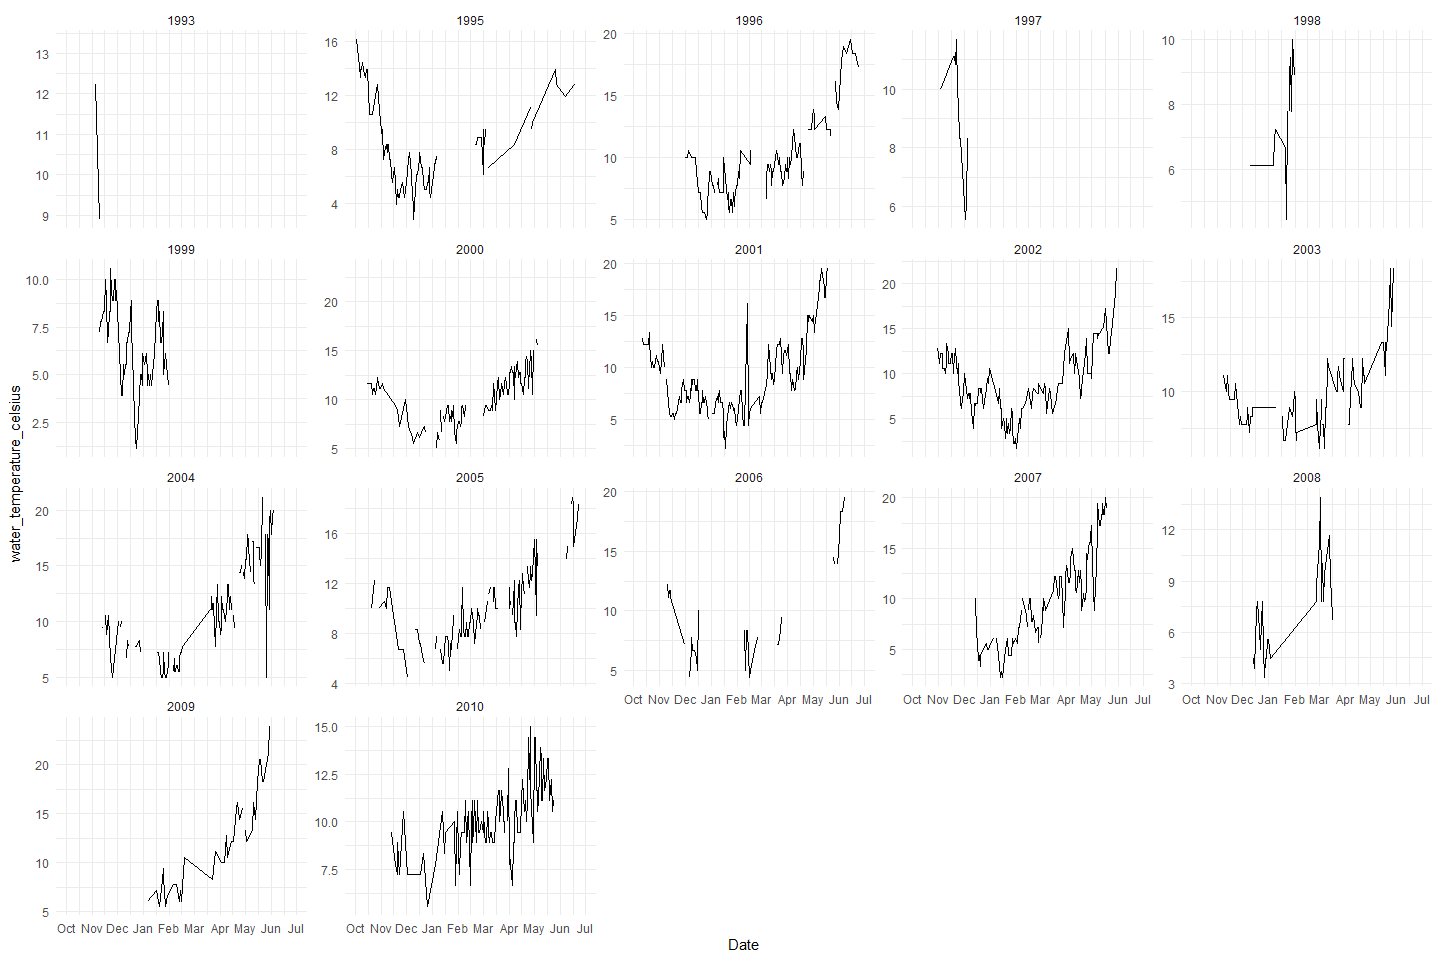 1993 1995 1996 1997 1998
13 12 11 10 9
16 12 8 4
20 15 10 5
10 8 6
10 8 6
1999 2000 2001 2002 2003
10.0 7.5 5.0 2.5
20 15 10 5
20 15 10 5
20 15 10 5
15 10
water_temperature_celsius
2004 2005 2006 2007 2008
20 15 10 5
16 12 8 4
20 15 10 5
20 15 10 5
12 9 6 3
Oct Nov Dec Jan Feb Mar Apr May Jun Jul
Oct Nov Dec Jan Feb Mar Apr May Jun Jul
Oct Nov Dec Jan Feb Mar Apr May Jun Jul
2009 2010
20 15 10 5
15.0 12.5 10.0 7.5
Oct Nov Dec Jan Feb Apr May Jun Jul
Oct Nov Dec Jan Feb Apr May Jun Jul
Date